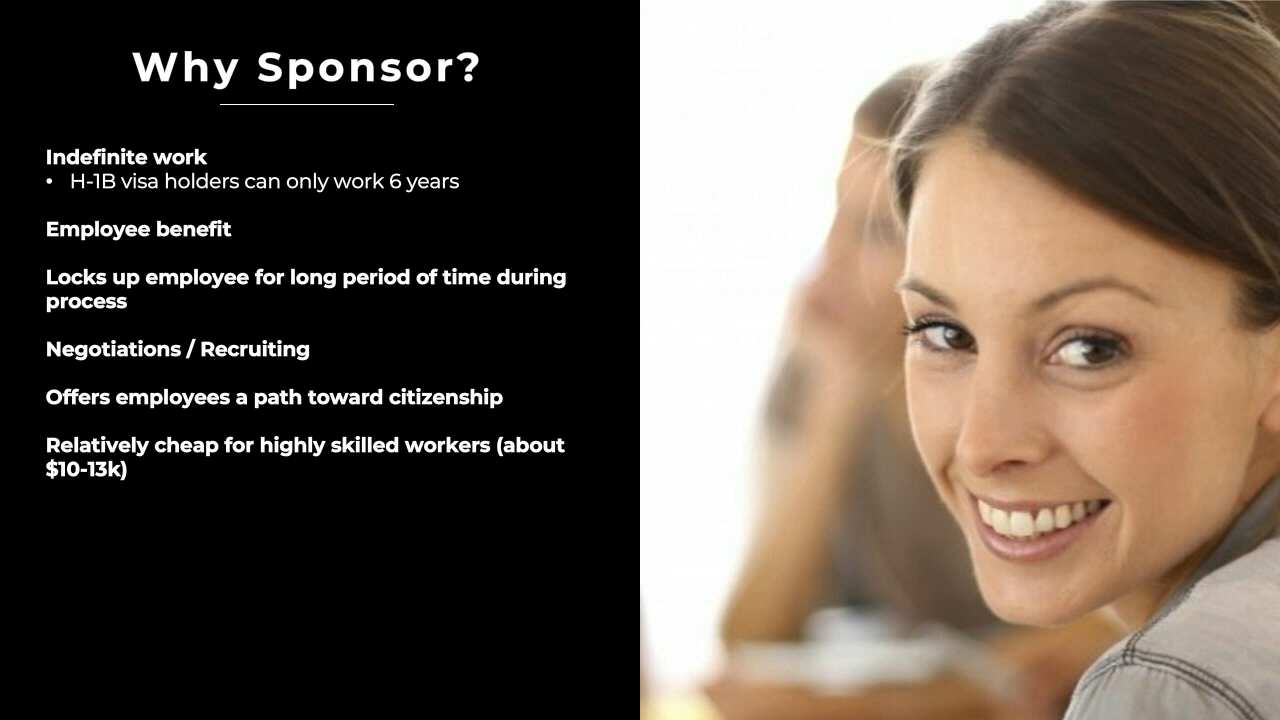 Why Sponsor?
Indefinite work
• H-1B visa holders can only work 6 years
Employee benefit
Locks up employee for long period of time during
process
Negotiations / Recruiting
Offers employees a path toward citizenship
Relatively cheap for highly skilled workers (about
$10-13k)